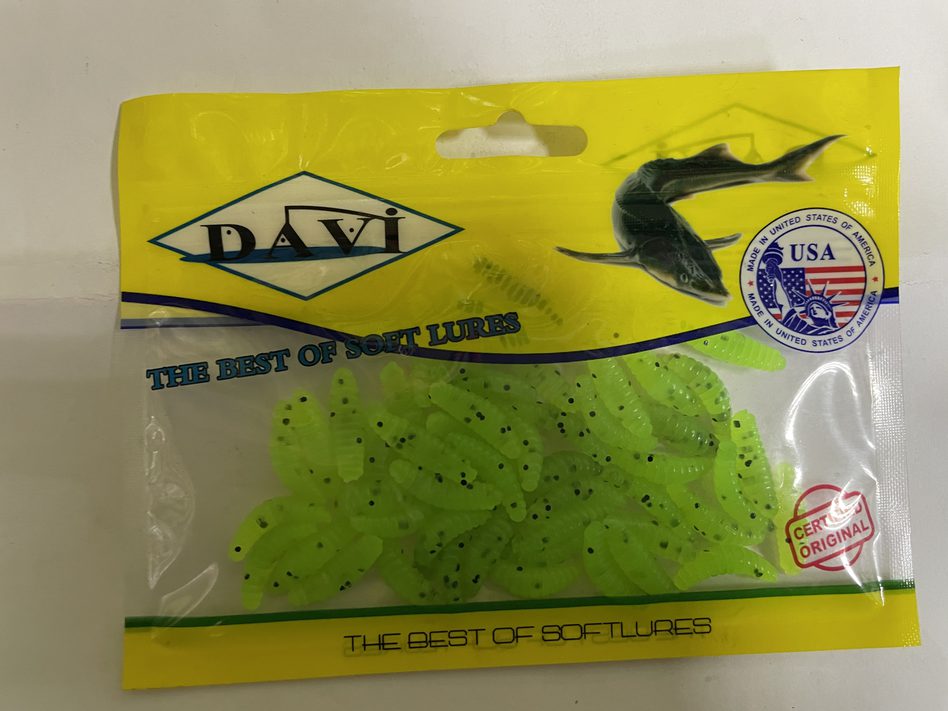 DAVİ
MADE IN UNITED STATES OF AMERICA
USA
MADE IN UNITED STATES OF AMERICA
THE BEST OF SOFT LURES
CERTIFIED
ORIGINAL
THE BEST OF SOFTLURES